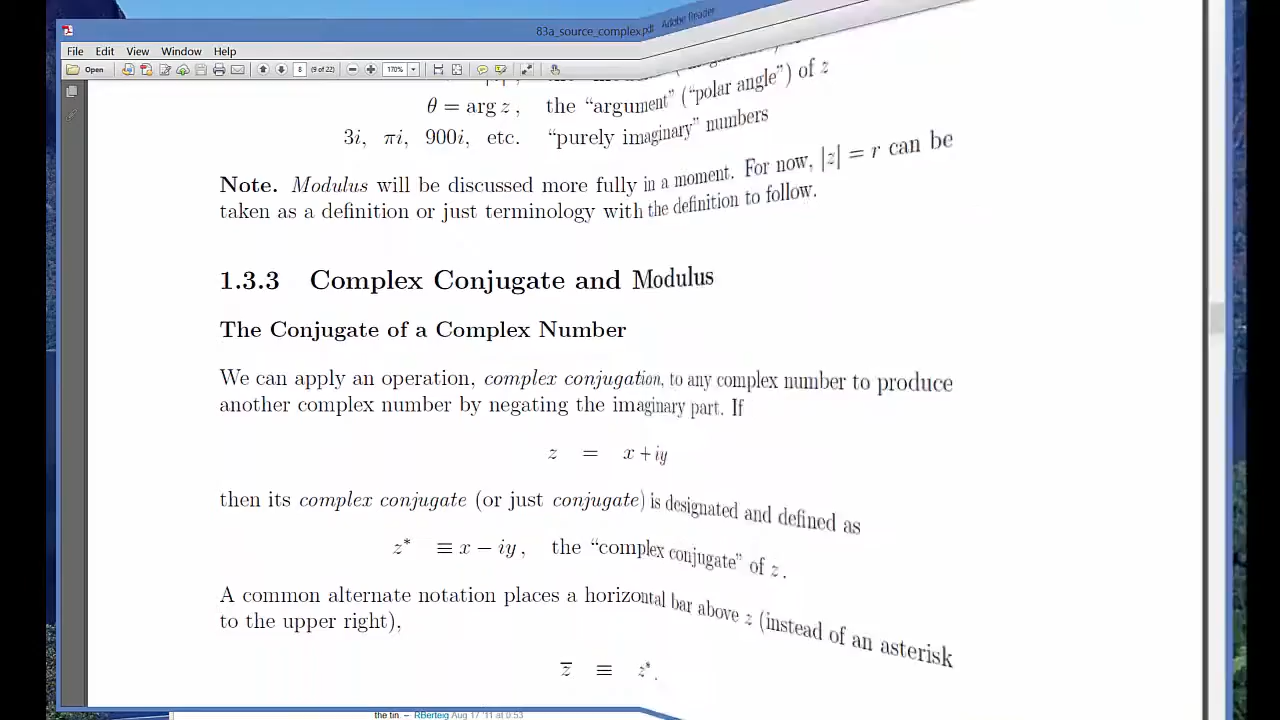 83a_source_complex.pdf - Adobe Reader
File Edit View Window Help
Open 8 (9 of 22) 170%
θ = arg z , the “argument” (“polar angle”) of z
3i, πi, 900i, etc. “purely imaginary” numbers
Note. Modulus will be discussed more fully in a moment. For now, |z| = r can be
taken as a definition or just terminology with the definition to follow.
1.3.3 Complex Conjugate and Modulus
The Conjugate of a Complex Number
We can apply an operation, complex conjugation, to any complex number to produce
another complex number by negating the imaginary part. If
z = x + iy
then its complex conjugate (or just conjugate) is designated and defined as
z* ≡ x − iy , the “complex conjugate” of z .
A common alternate notation places a horizontal bar above z (instead of an asterisk
to the upper right),
z̅ ≡ z* .
the tin. – RBerteig Aug 17 '11 at 0:53